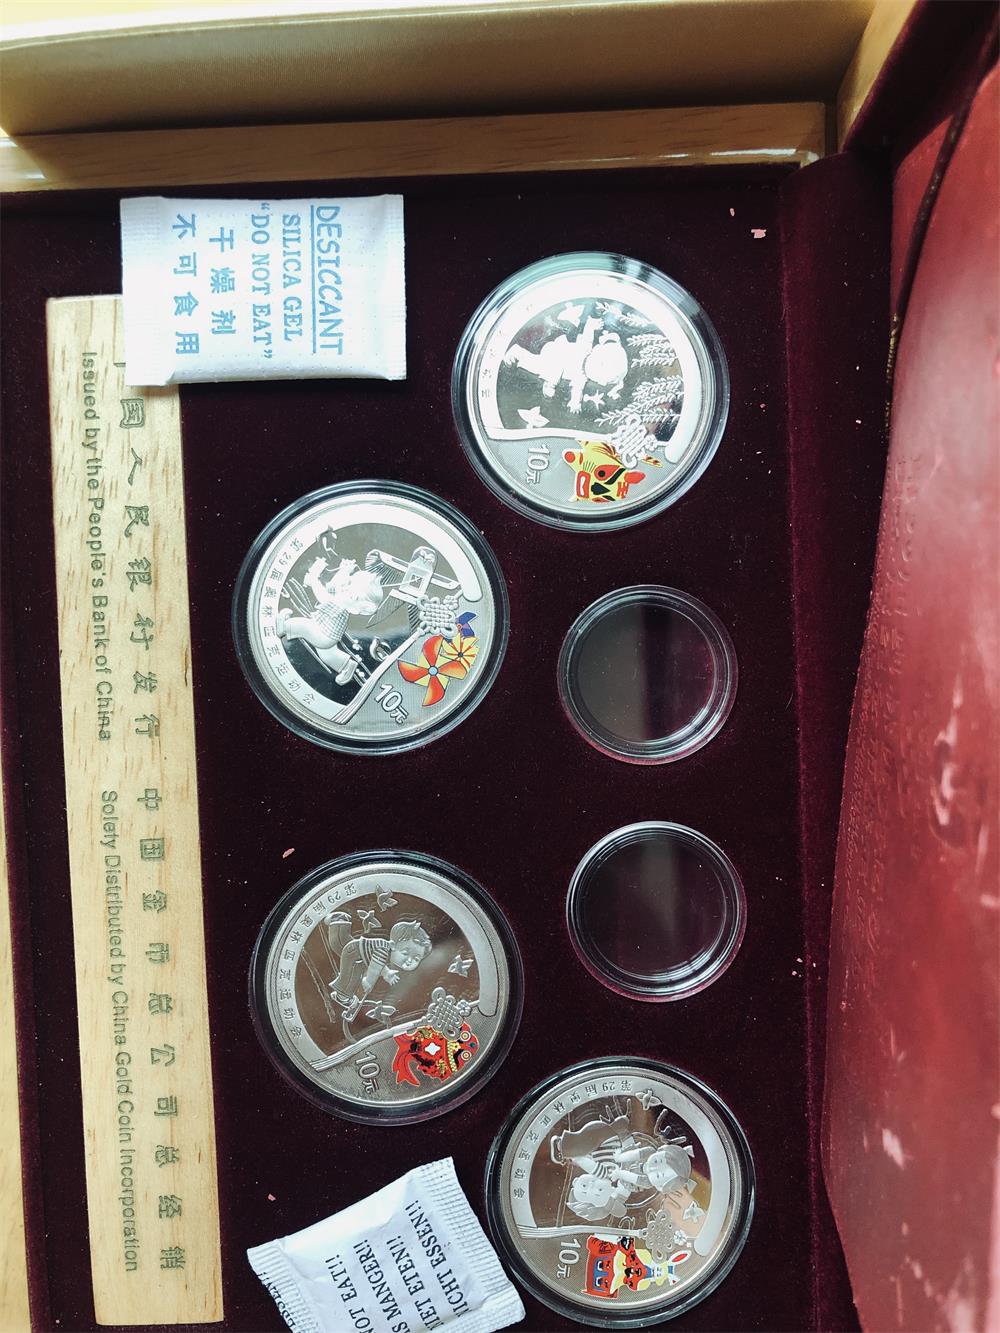 DESICCANT
SILICA GEL
"DO NOT EAT"
干燥剂
不可食用
国人民银行发行 中国金币总公司总经销
Issued by the People's Bank of China Solety Distributed by China Gold Coin Incorporation
10元
第29届奥林匹克运动会
10元
第29届奥林匹克运动会
10元
第29届奥林匹克运动会
10元
NICHT ESSEN!!
NIET ETEN!!
PAS MANGER!!
NOT EAT!!